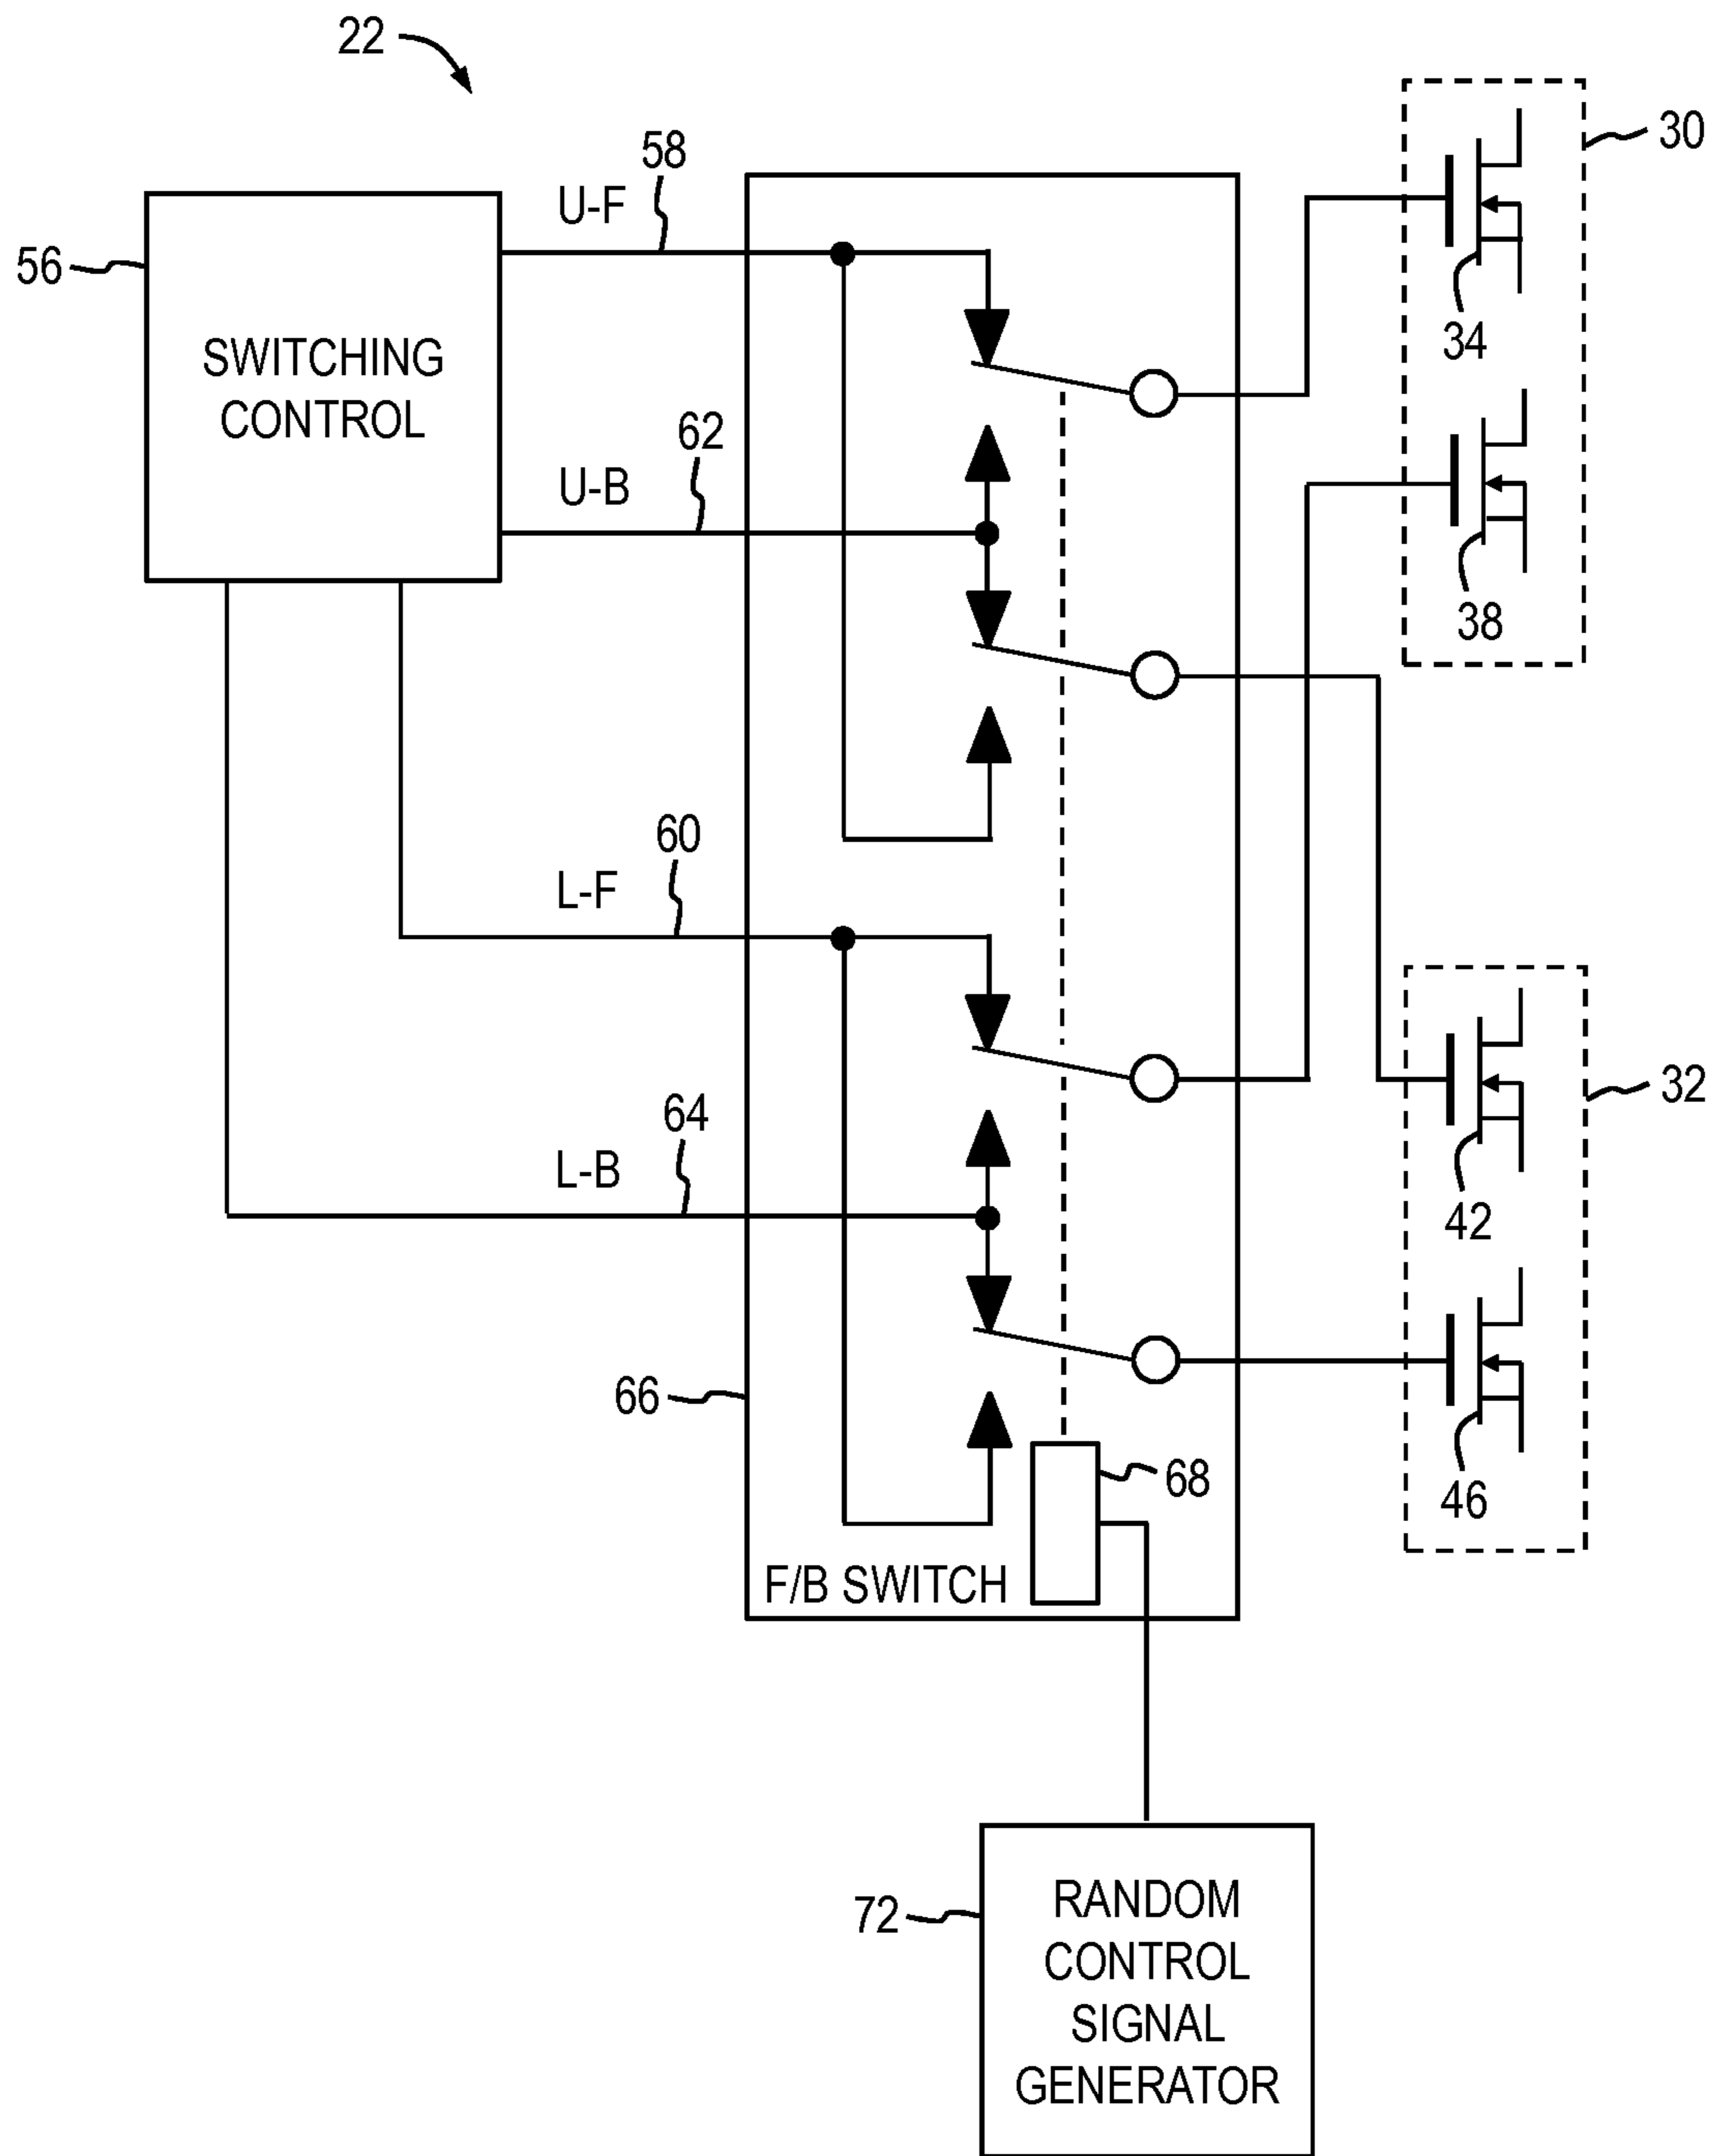 22
58
U-F
30
56
SWITCHING
CONTROL
34
62
U-B
38
60
L-F
64
L-B
32
42
66
68
46
F/B SWITCH
72
RANDOM
CONTROL
SIGNAL
GENERATOR